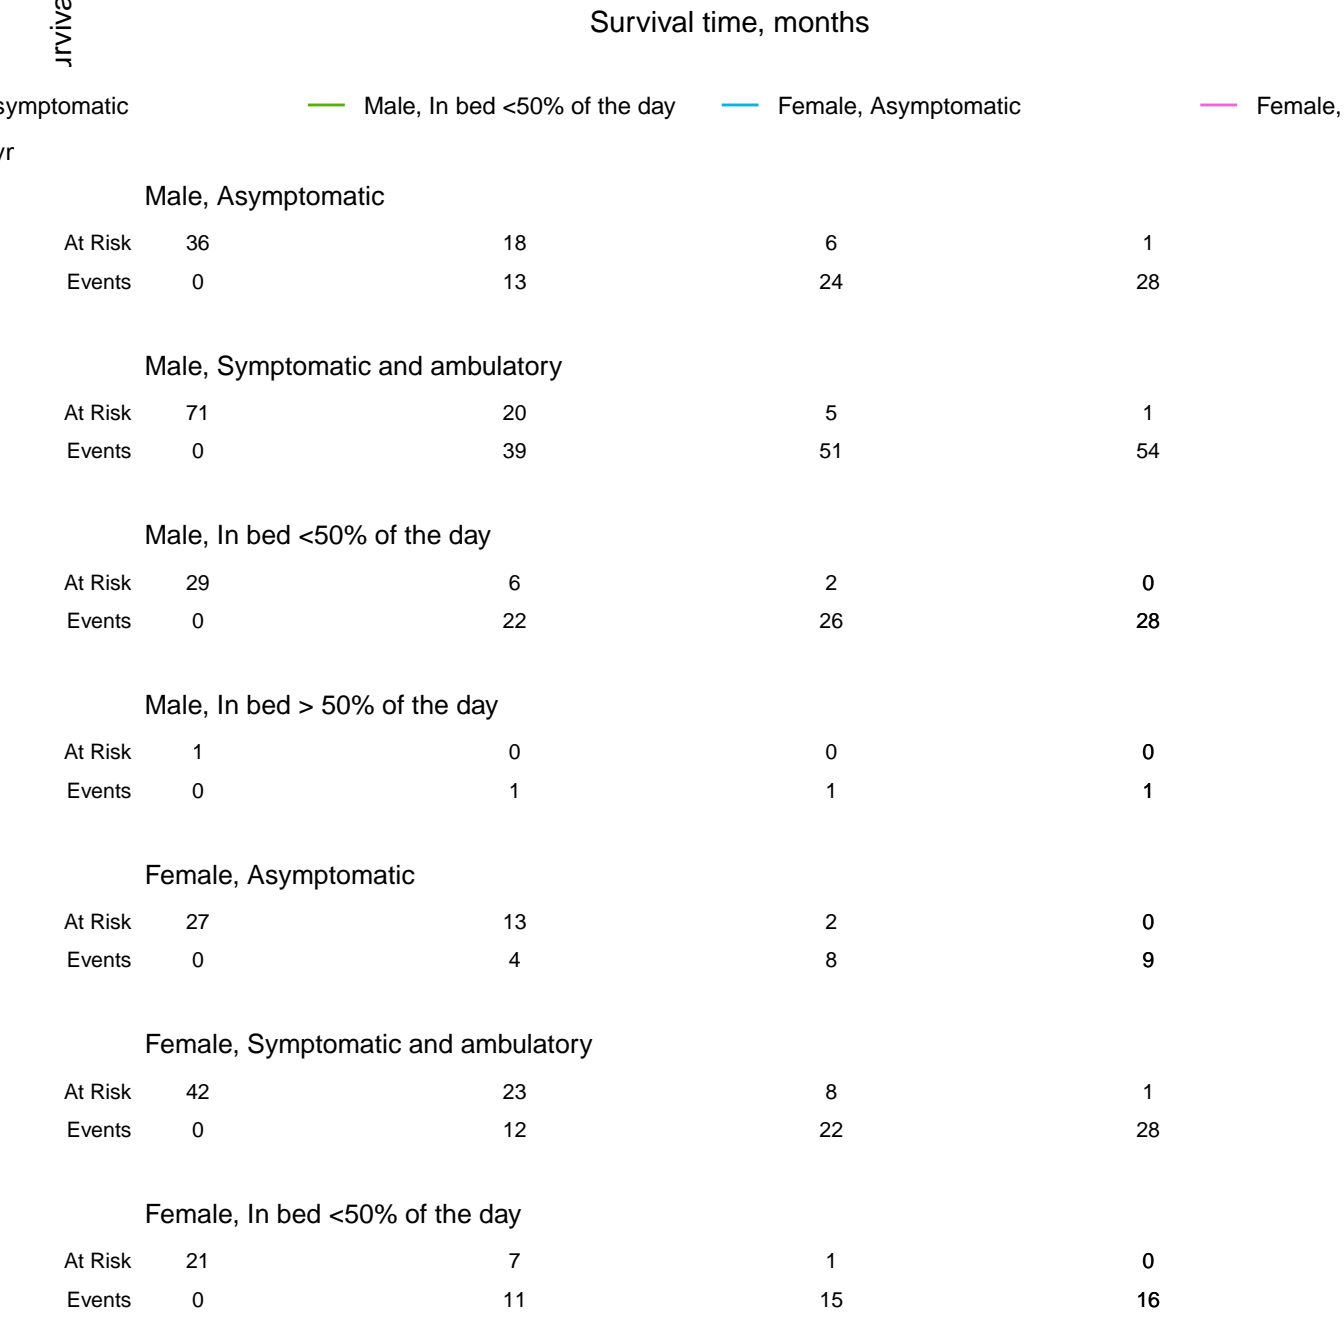 Survival time, months
Male, In bed <50% of the day Female, Asymptomatic Female,
Male, Asymptomatic
At Risk 36 18 6 1
Events 0 13 24 28
Male, Symptomatic and ambulatory
At Risk 71 20 5 1
Events 0 39 51 54
Male, In bed <50% of the day
At Risk 29 6 2 0
Events 0 22 26 28
Male, In bed > 50% of the day
At Risk 1 0 0 0
Events 0 1 1 1
Female, Asymptomatic
At Risk 27 13 2 0
Events 0 4 8 9
Female, Symptomatic and ambulatory
At Risk 42 23 8 1
Events 0 12 22 28
Female, In bed <50% of the day
At Risk 21 7 1 0
Events 0 11 15 16